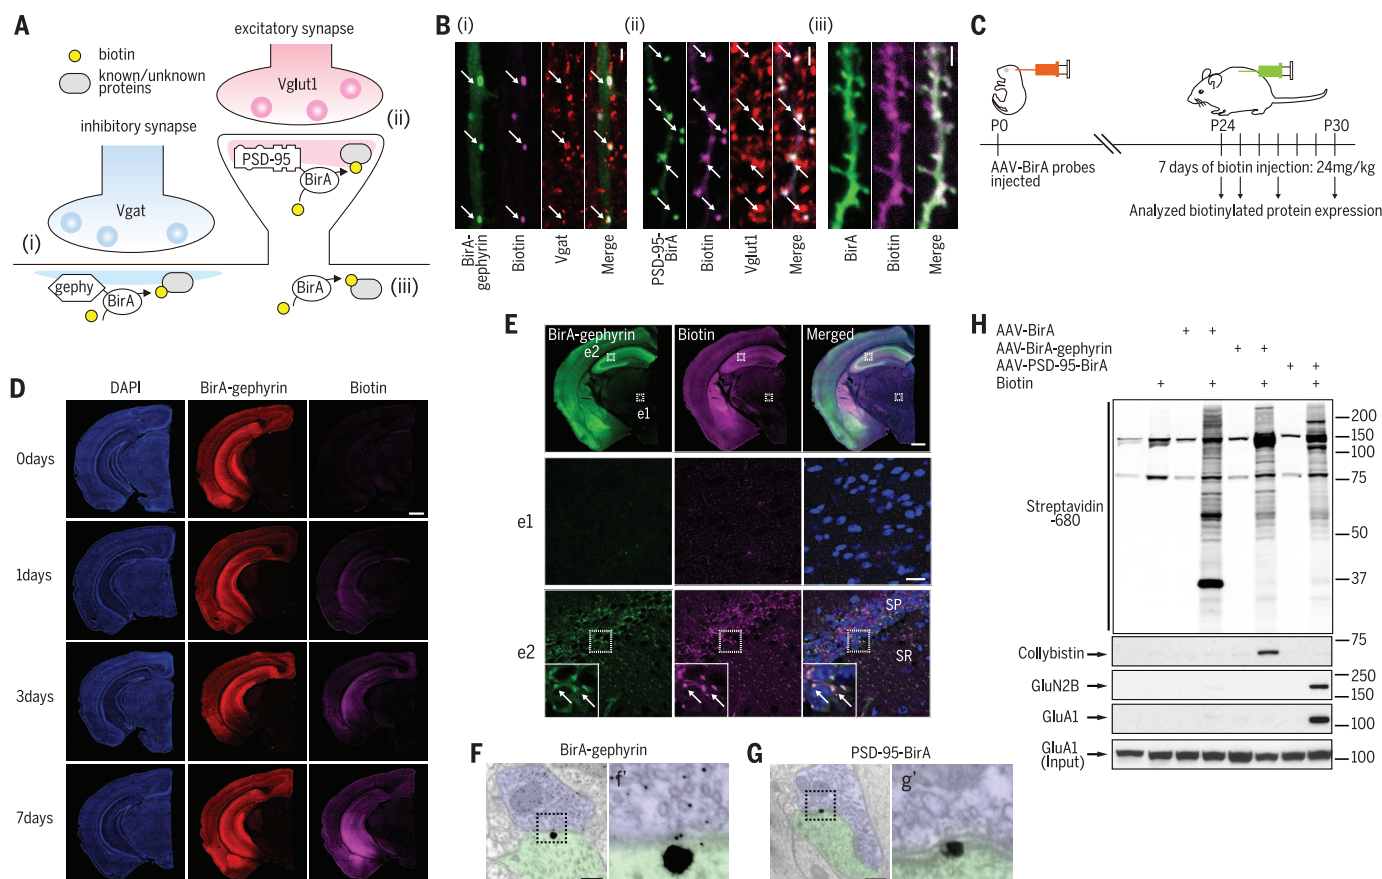 A
excitatory synapse
biotin
known/unknown
proteins
Vglut1
inhibitory synapse
(ii)
PSD-95
BirA
Vgat
(i)
gephy
BirA
BirA
(iii)
B
(i)
(ii)
(iii)
BirA-
gephyrin
Biotin
Vgat
Merge
PSD-95-
BirA
Biotin
Vglut1
Merge
BirA
Biotin
Merge
C
P0
P24
P30
AAV-BirA probes
injected
7 days of biotin injection: 24mg/kg
Analyzed biotinylated protein expression
D
DAPI
BirA-gephyrin
Biotin
0days
1days
3days
7days
E
BirA-gephyrin
Biotin
Merged
e2
e1
e1
e2
SP
SR
F
BirA-gephyrin
f'
G
PSD-95-BirA
g'
H
AAV-BirA + +
AAV-BirA-gephyrin + +
AAV-PSD-95-BirA + +
Biotin + + + +
Streptavidin
-680
200
150
100
75
50
37
Collybistin
75
GluN2B
250
150
GluA1
100
GluA1
(Input)
100